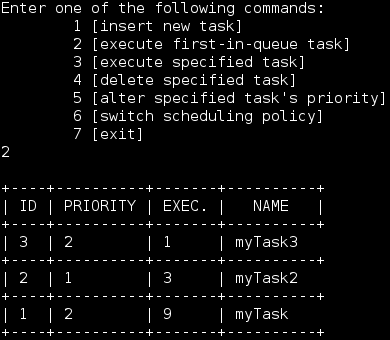 Enter one of the following commands:
1 [insert new task]
2 [execute first-in-queue task]
3 [execute specified task]
4 [delete specified task]
5 [alter specified task's priority]
6 [switch scheduling policy]
7 [exit]
2
+----+----------+-------+-----------+
| ID | PRIORITY | EXEC. | NAME |
+----+----------+-------+-----------+
| 3 | 2 | 1 | myTask3
+----+----------+-------+-----------+
| 2 | 1 | 3 | myTask2
+----+----------+-------+-----------+
| 1 | 2 | 9 | myTask
+----+----------+-------+-----------+